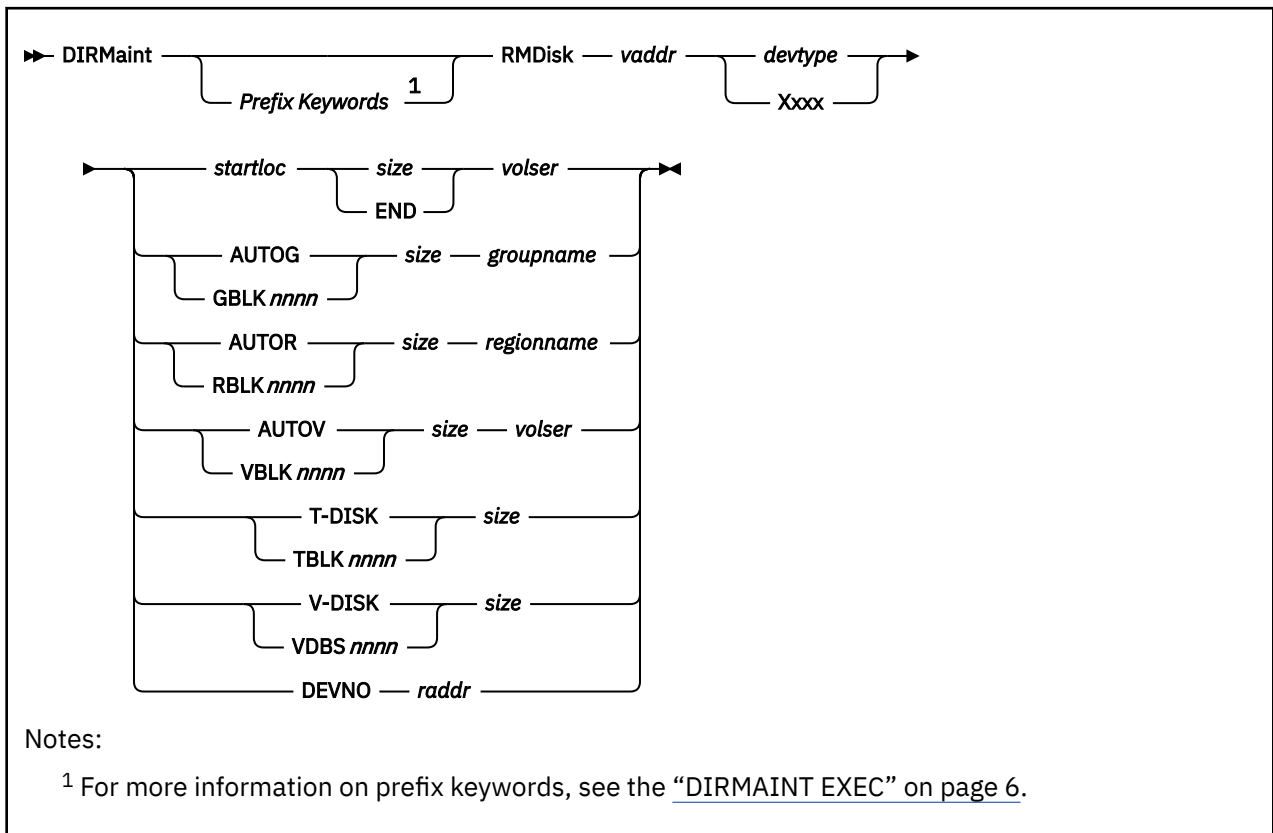 DIRMaint RMDisk vaddr devtype
Prefix Keywords 1 Xxxx
startloc size volser
END
AUTOG size groupname
GBLK nnnn
AUTOR size regionname
RBLK nnnn
AUTOV size volser
VBLK nnnn
T-DISK size
TBLK nnnn
V-DISK size
VDBS nnnn
DEVNO raddr
Notes:
1 For more information on prefix keywords, see the “DIRMAINT EXEC” on page 6.